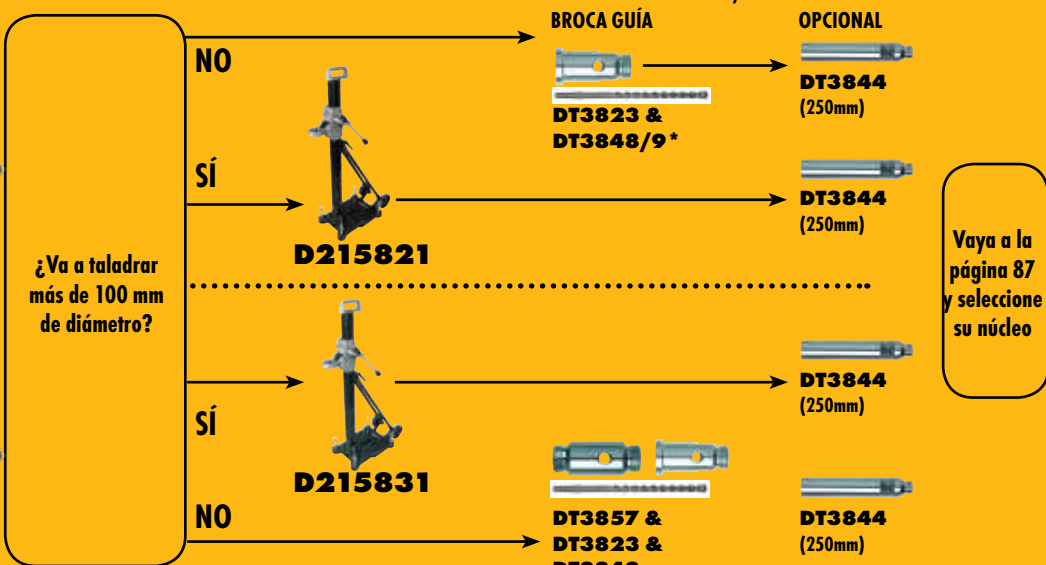 BROCA GUÍA
OPCIONAL
NO
DT3844
(250mm)
DT3823 &
DT3848/9*
SÍ
DT3844
(250mm)
D215821
¿Va a taladrar
más de 100 mm
de diámetro?
Vaya a la
página 87
y seleccione
su núcleo
DT3844
(250mm)
SÍ
D215831
NO
DT3857 &
DT3823 &
DT3844
(250mm)